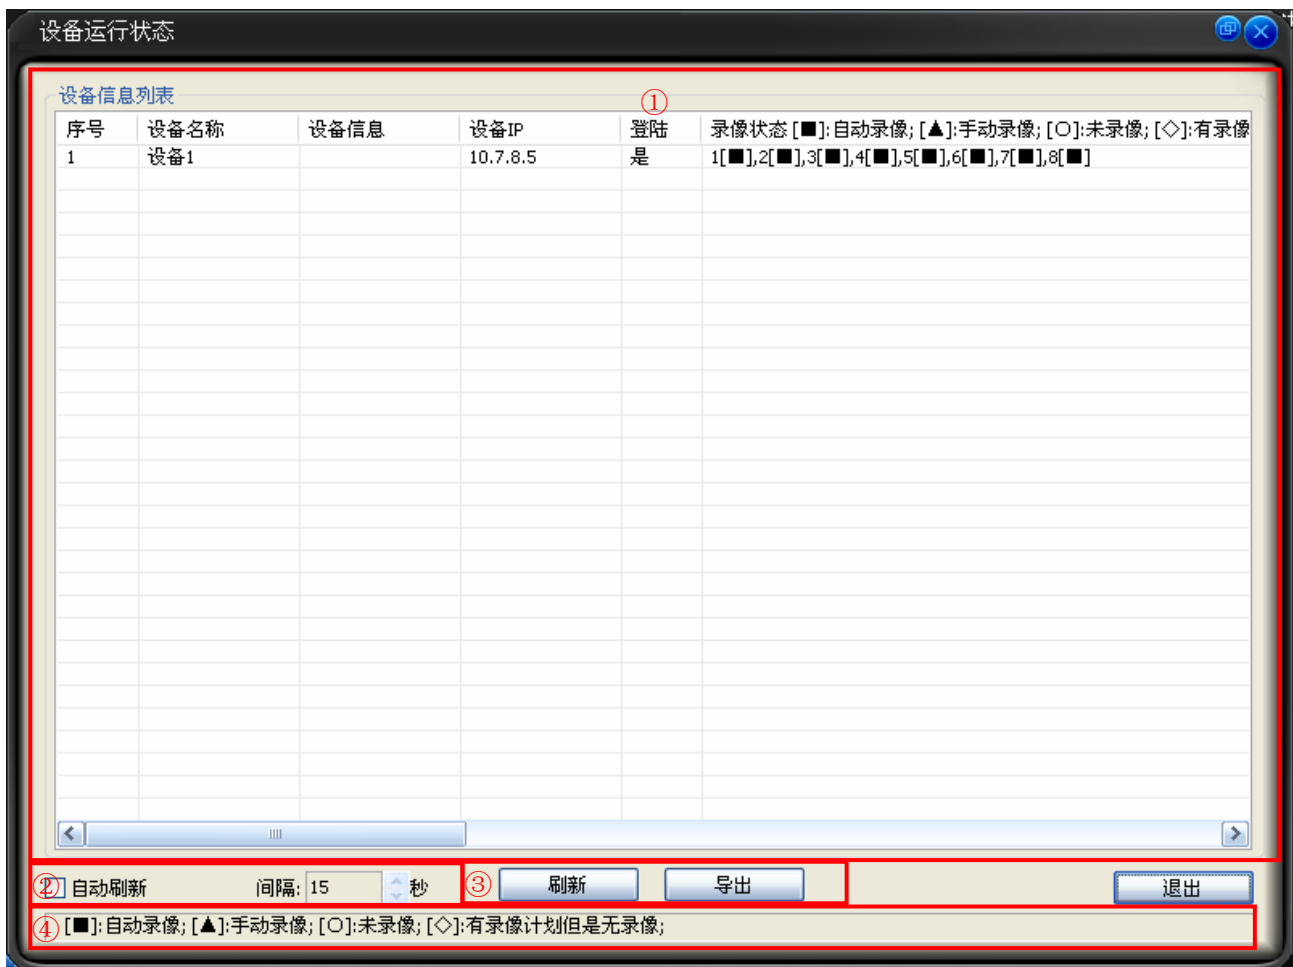 设备运行状态
设备信息列表
①
序号 设备名称 设备信息 设备IP 登陆 录像状态 [■]:自动录像; [▲]:手动录像; [○]:未录像; [◇]:有录像
1 设备1 10.7.8.5 是 1[■],2[■],3[■],4[■],5[■],6[■],7[■],8[■]
② 自动刷新 间隔: 15 秒 ③ 刷新 导出 退出
④ [■]:自动录像; [▲]:手动录像; [○]:未录像; [◇]:有录像计划但是无录像;